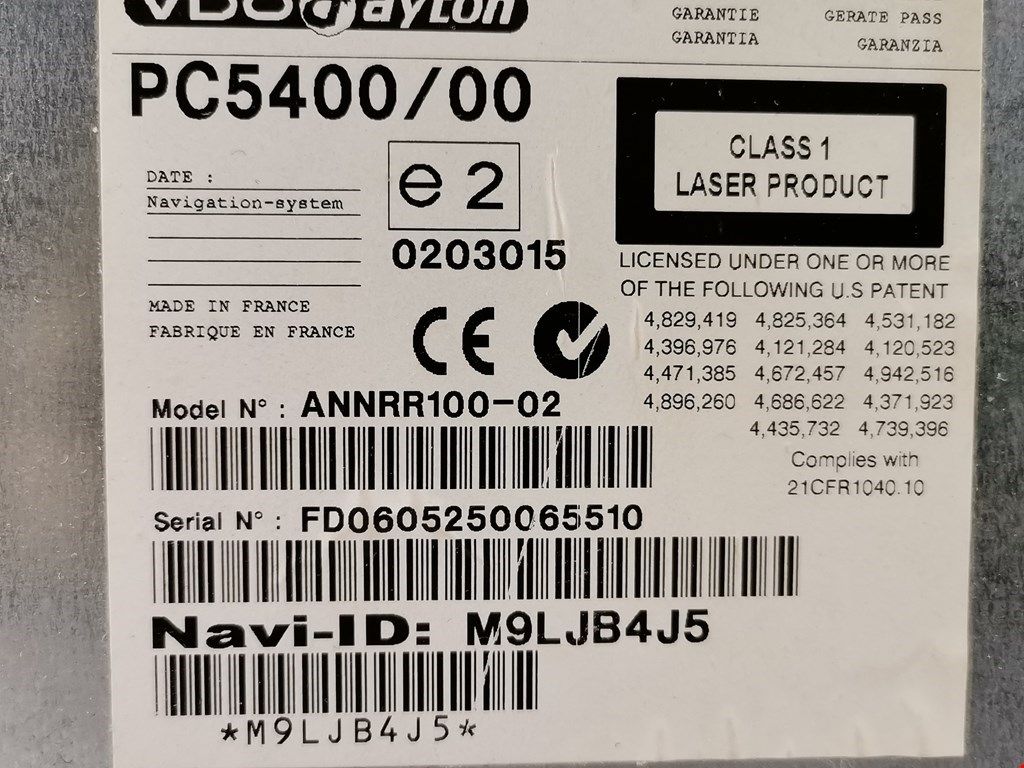 VDO Dayton
GARANTIE
GARANTIA
GERATE PASS
GARANZIA
PC5400/00
DATE :
Navigation-system
e2
0203015
MADE IN FRANCE
FABRIQUE EN FRANCE
CE
CLASS 1
LASER PRODUCT
LICENSED UNDER ONE OR MORE
OF THE FOLLOWING U.S PATENT
4,829,419 4,825,364 4,531,182
4,396,976 4,121,284 4,120,523
4,471,385 4,672,457 4,942,516
4,896,260 4,686,622 4,371,923
4,435,732 4,739,396
Complies with
21CFR1040.10
Model N° : ANNRR100-02
Serial N° : FD0605250065510
Navi-ID: M9LJB4J5
*M9LJB4J5*